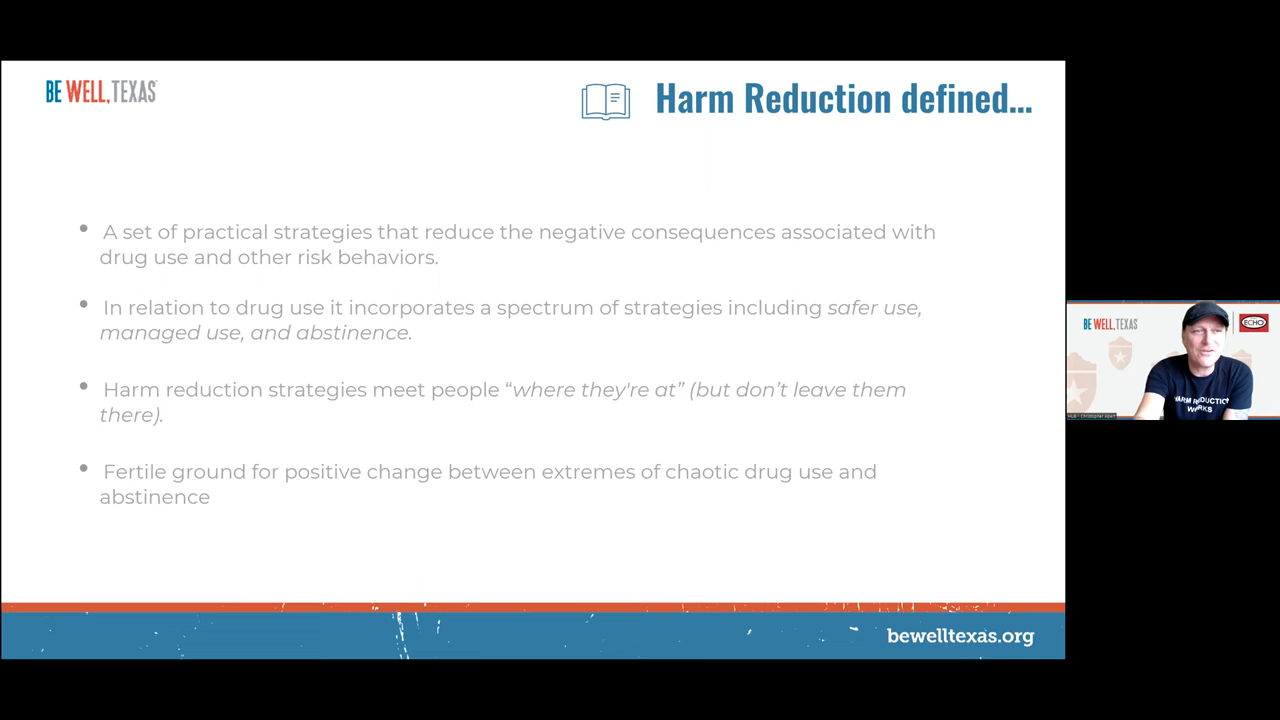 BE WELL, TEXAS
Harm Reduction defined...
• A set of practical strategies that reduce the negative consequences associated with
drug use and other risk behaviors.
• In relation to drug use it incorporates a spectrum of strategies including safer use,
managed use, and abstinence.
• Harm reduction strategies meet people “where they're at” (but don’t leave them
there).
• Fertile ground for positive change between extremes of chaotic drug use and
abstinence
bewelltexas.org
BE WELL, TEXAS
ECHO
HARM REDUCTION
WORKS